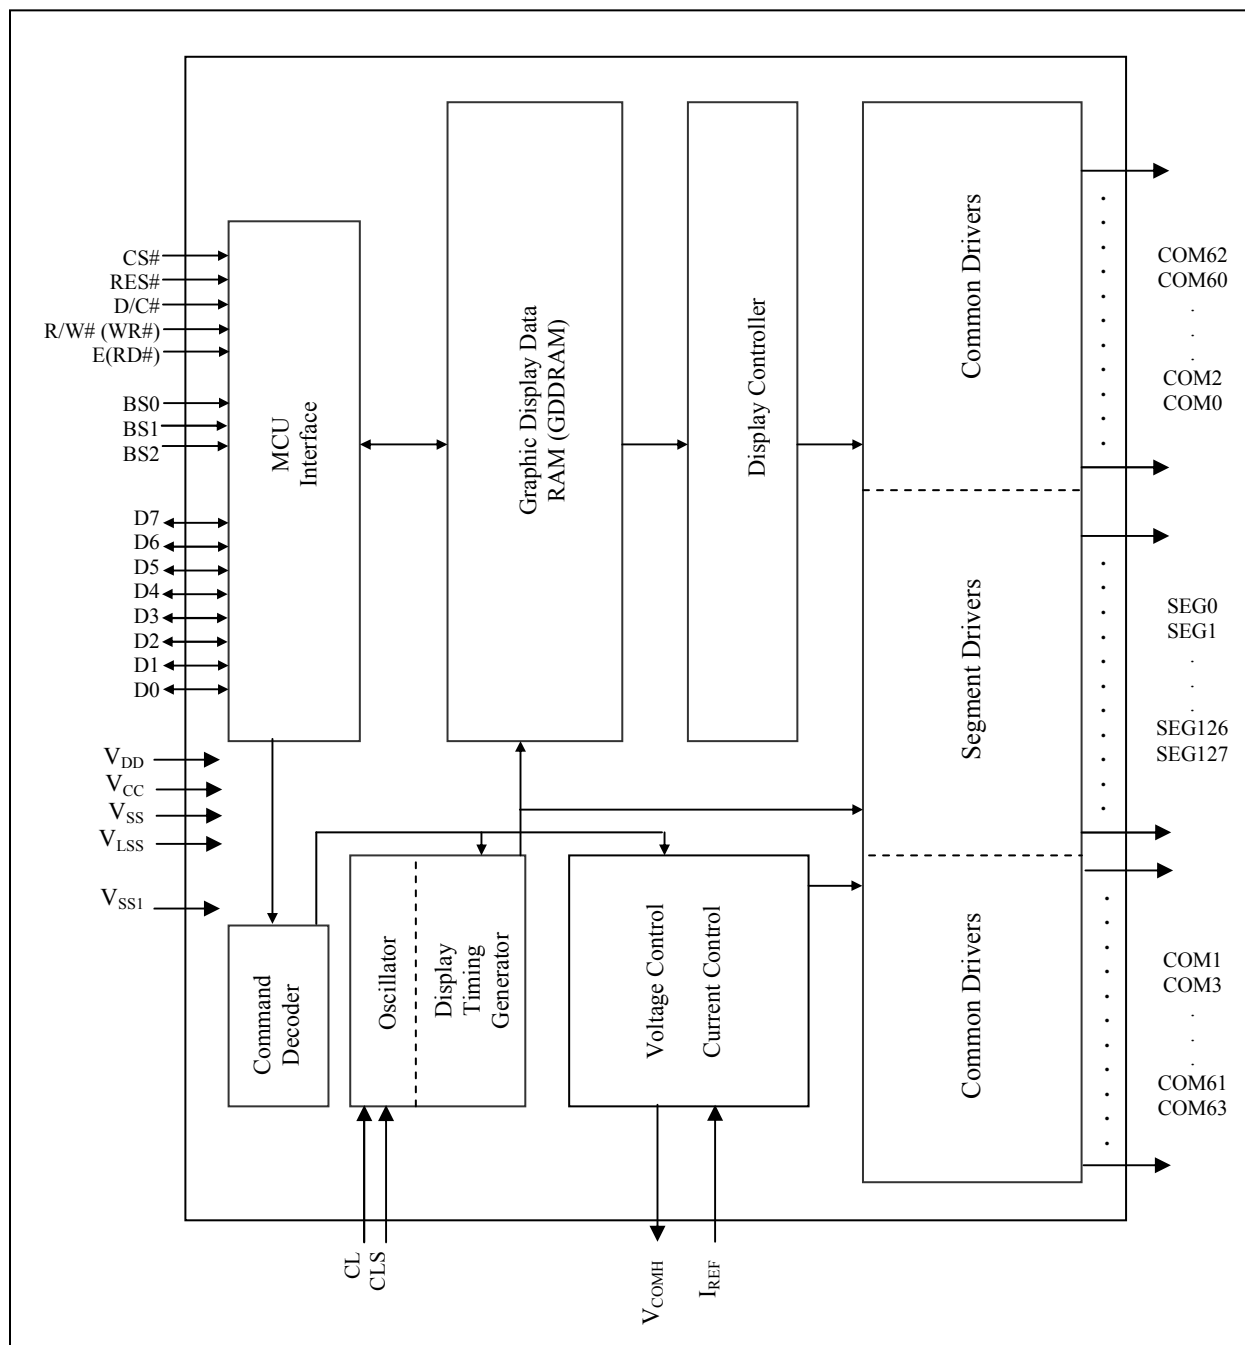 CS#
RES#
D/C#
R/W# (WR#)
E(RD#)
BS0
BS1
BS2
D7
D6
D5
D4
D3
D2
D1
D0
VDD
VCC
VSS
VLSS
VSS1
MCU
Interface
Graphic Display Data
RAM (GDDRAM)
Display Controller
Common Drivers
Segment Drivers
Common Drivers
Command
Decoder
Oscillator
Display
Timing
Generator
Voltage Control
Current Control
CL
CLS
VCOMH
IREF
COM62
COM60
.
.
.
COM2
COM0
SEG0
SEG1
.
.
.
SEG126
SEG127
COM1
COM3
.
.
.
COM61
COM63